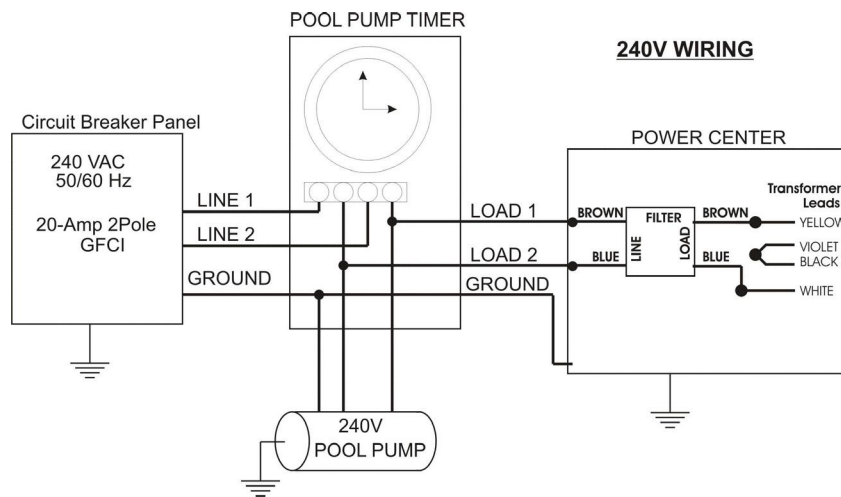 POOL PUMP TIMER
240V WIRING
Circuit Breaker Panel
240 VAC
50/60 Hz
20-Amp 2Pole
GFCI
LINE 1
LINE 2
GROUND
LOAD 1
LOAD 2
GROUND
POWER CENTER
BROWN
BLUE
LINE
FILTER
LOAD
BROWN
BLUE
Transformer
Leads
YELLOW
VIOLET
BLACK
WHITE
240V
POOL PUMP